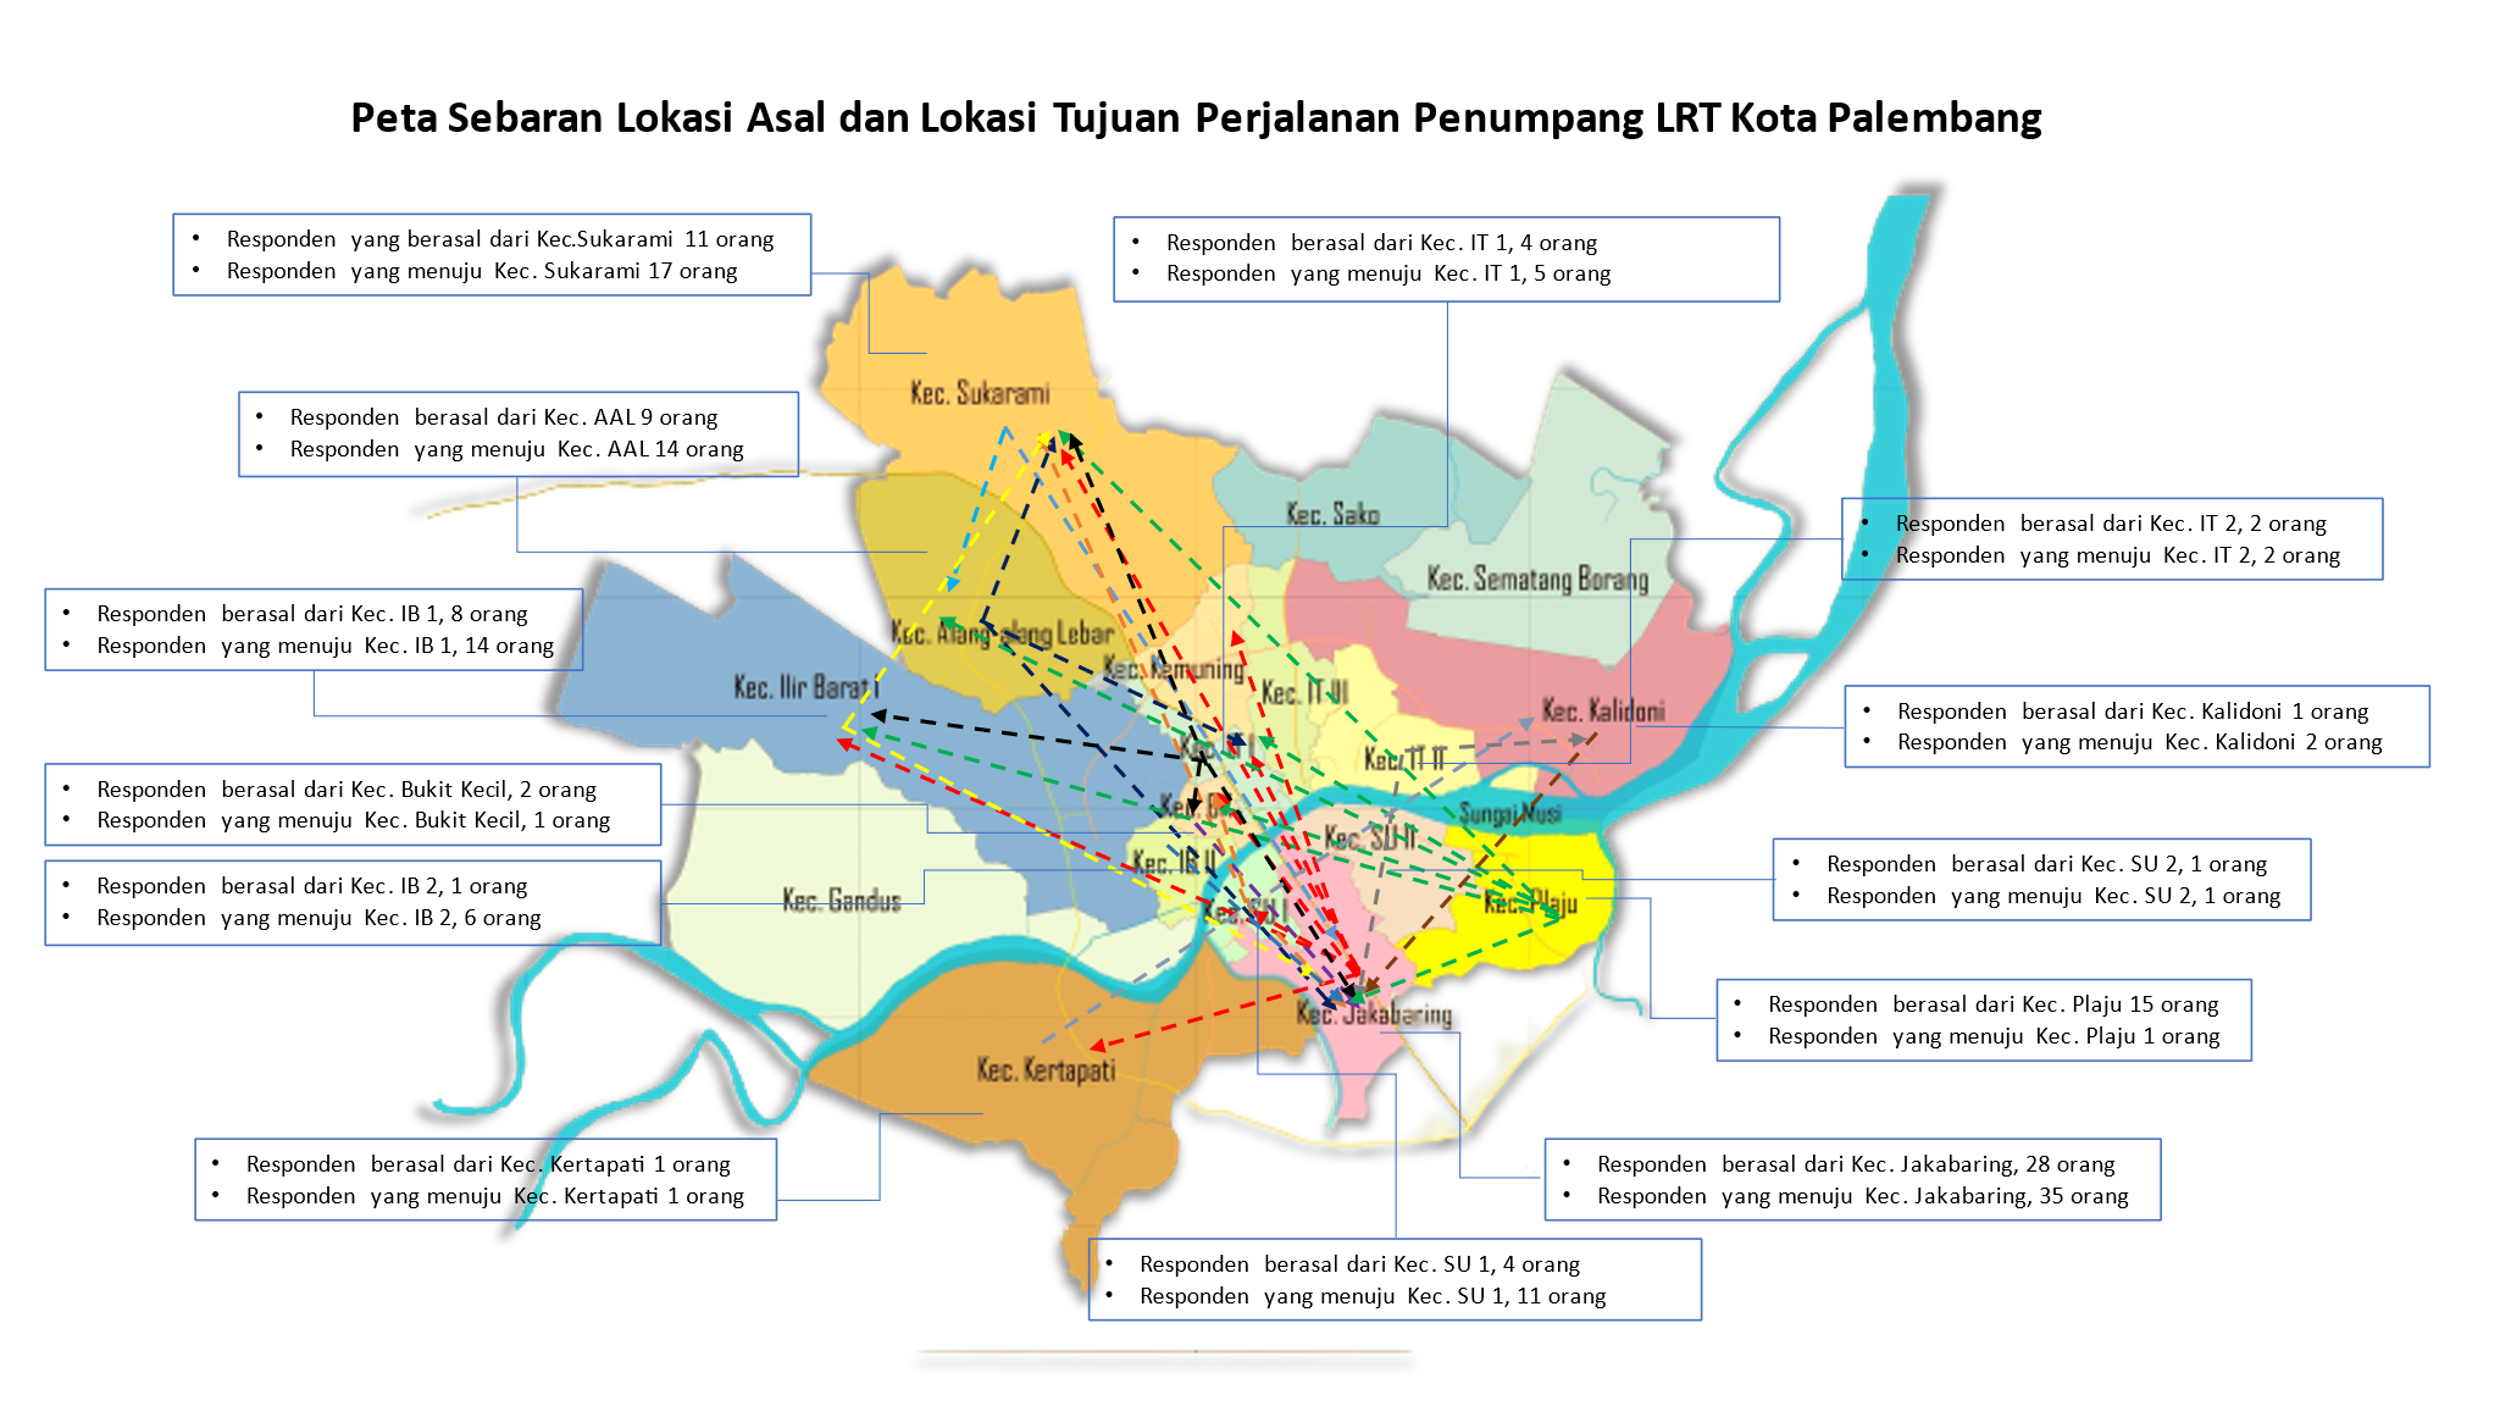 Peta Sebaran Lokasi Asal dan Lokasi Tujuan Perjalanan Penumpang LRT Kota Palembang
• Responden yang berasal dari Kec.Sukarami 11 orang
• Responden yang menuju Kec. Sukarami 17 orang
• Responden berasal dari Kec. IT 1, 4 orang
• Responden yang menuju Kec. IT 1, 5 orang
• Responden berasal dari Kec. AAL 9 orang
• Responden yang menuju Kec. AAL 14 orang
• Responden berasal dari Kec. IT 2, 2 orang
• Responden yang menuju Kec. IT 2, 2 orang
• Responden berasal dari Kec. IB 1, 8 orang
• Responden yang menuju Kec. IB 1, 14 orang
• Responden berasal dari Kec. Kalidoni 1 orang
• Responden yang menuju Kec. Kalidoni 2 orang
• Responden berasal dari Kec. Bukit Kecil, 2 orang
• Responden yang menuju Kec. Bukit Kecil, 1 orang
• Responden berasal dari Kec. IB 2, 1 orang
• Responden yang menuju Kec. IB 2, 6 orang
• Responden berasal dari Kec. SU 2, 1 orang
• Responden yang menuju Kec. SU 2, 1 orang
• Responden berasal dari Kec. Plaju 15 orang
• Responden yang menuju Kec. Plaju 1 orang
• Responden berasal dari Kec. Kertapati 1 orang
• Responden yang menuju Kec. Kertapati 1 orang
• Responden berasal dari Kec. Jakabaring, 28 orang
• Responden yang menuju Kec. Jakabaring, 35 orang
• Responden berasal dari Kec. SU 1, 4 orang
• Responden yang menuju Kec. SU 1, 11 orang
Kec. Sukarami
Kec. Sako
Kec. Sematang Borang
Kec. Alang-alang Lebar
Kec. Kemuning
Kec. Ilir Barat I
Kec. IT III
Kec. Kalidoni
Kec. IT II
Kec.
Sungai Musi
Kec. SU II
Kec. IB II
Kec. Gandus
Kec. SU I
Kec. Plaju
Kec. Jakabaring
Kec. Kertapati